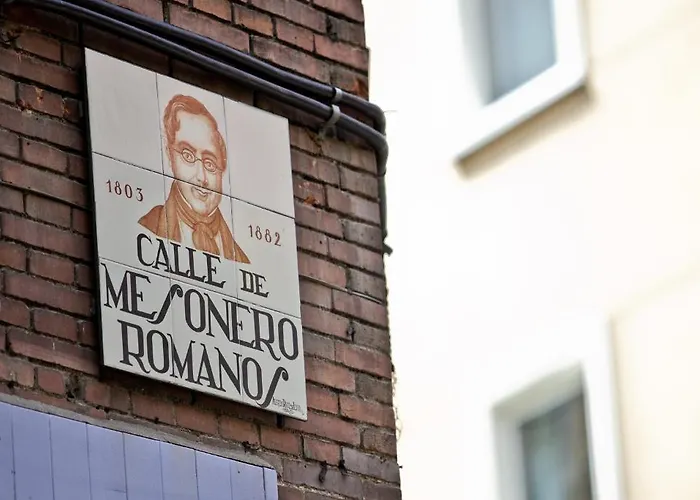 1803
1882
CALLE DE
MESONERO
ROMANOS